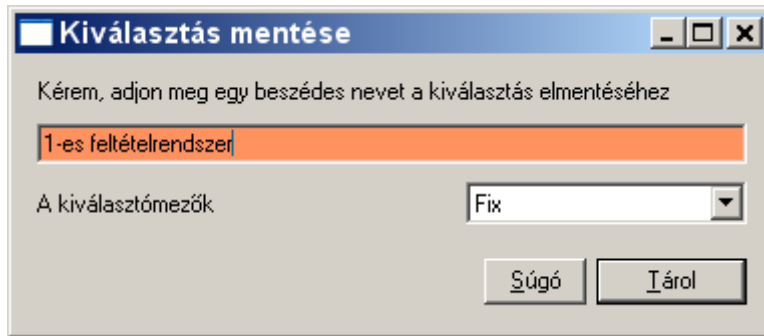 Kiválasztás mentése
Kérem, adjon meg egy beszédes nevet a kiválasztás elmentéséhez
1-es feltételrendszer
A kiválasztómezők Fix
Súgó Tárol